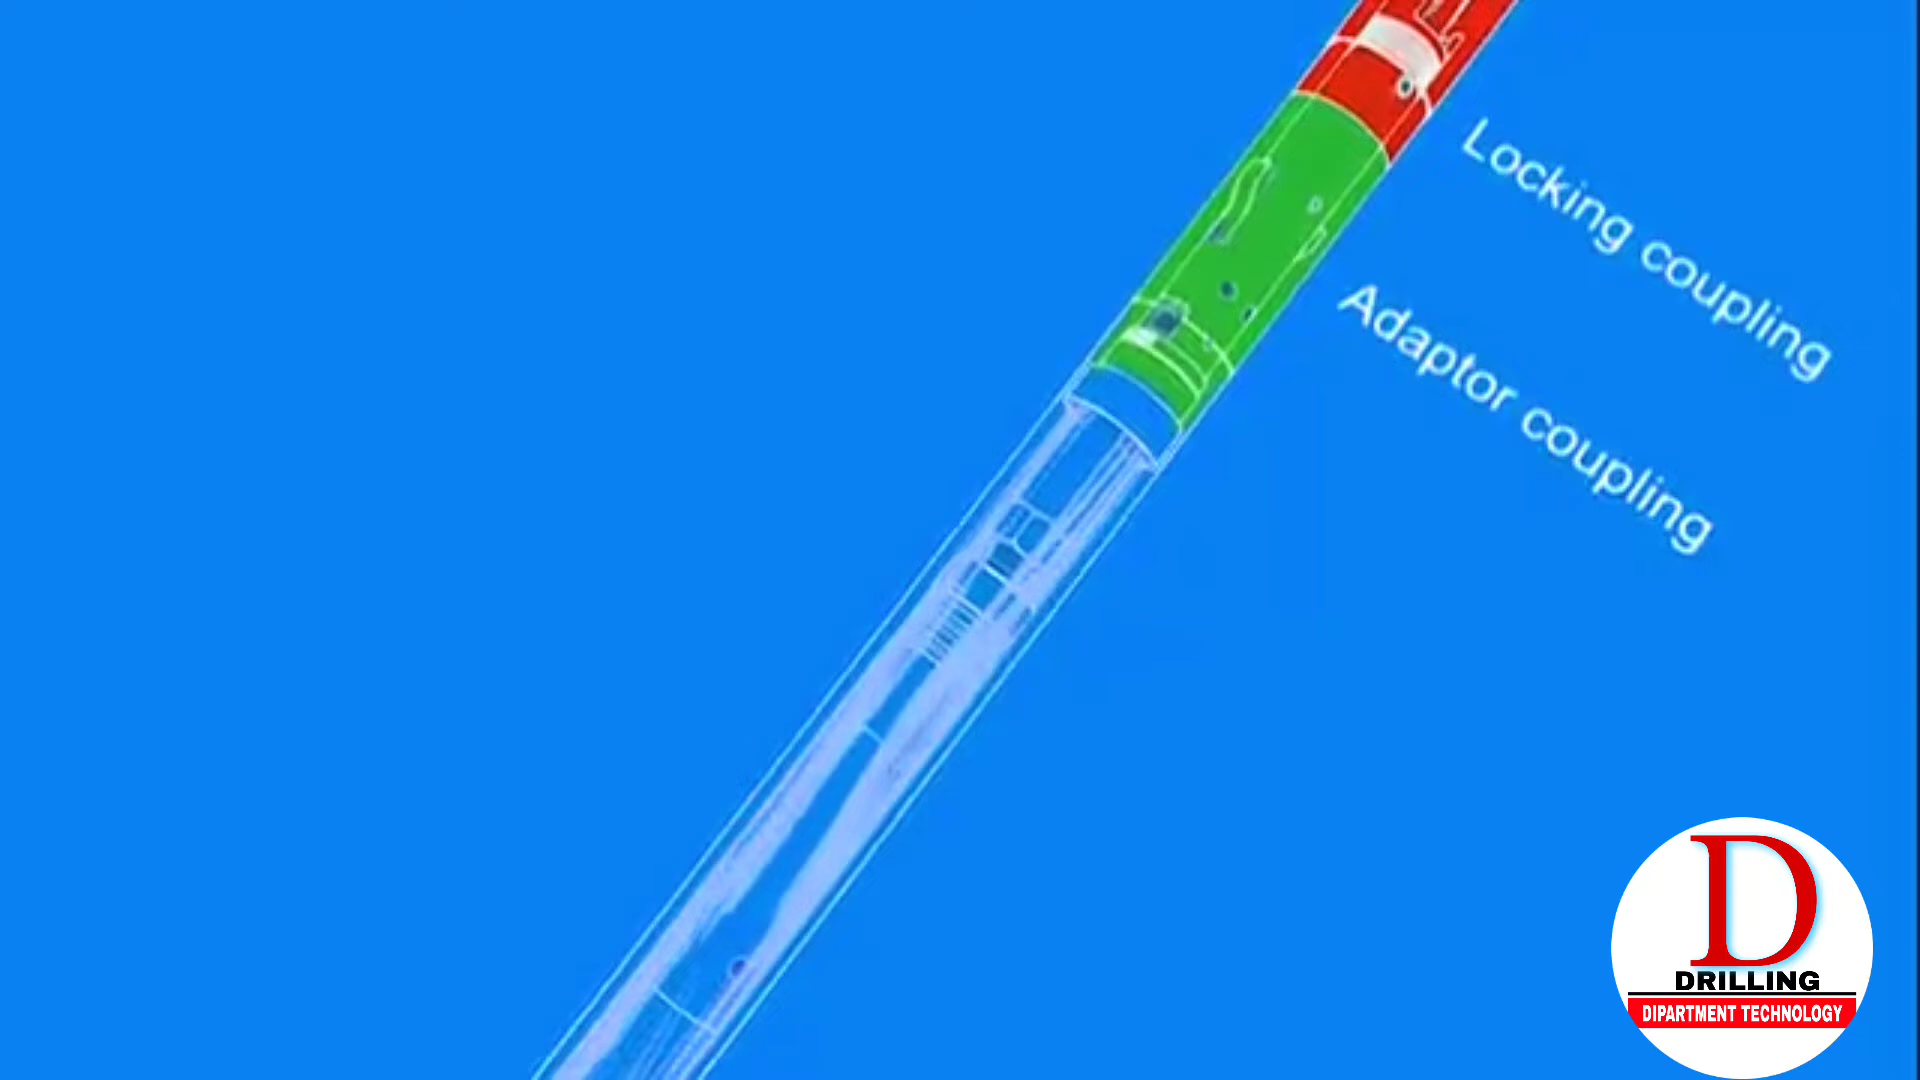 Locking coupling
Adaptor coupling
D
DRILLING
DIPARTMENT TECHNOLOGY